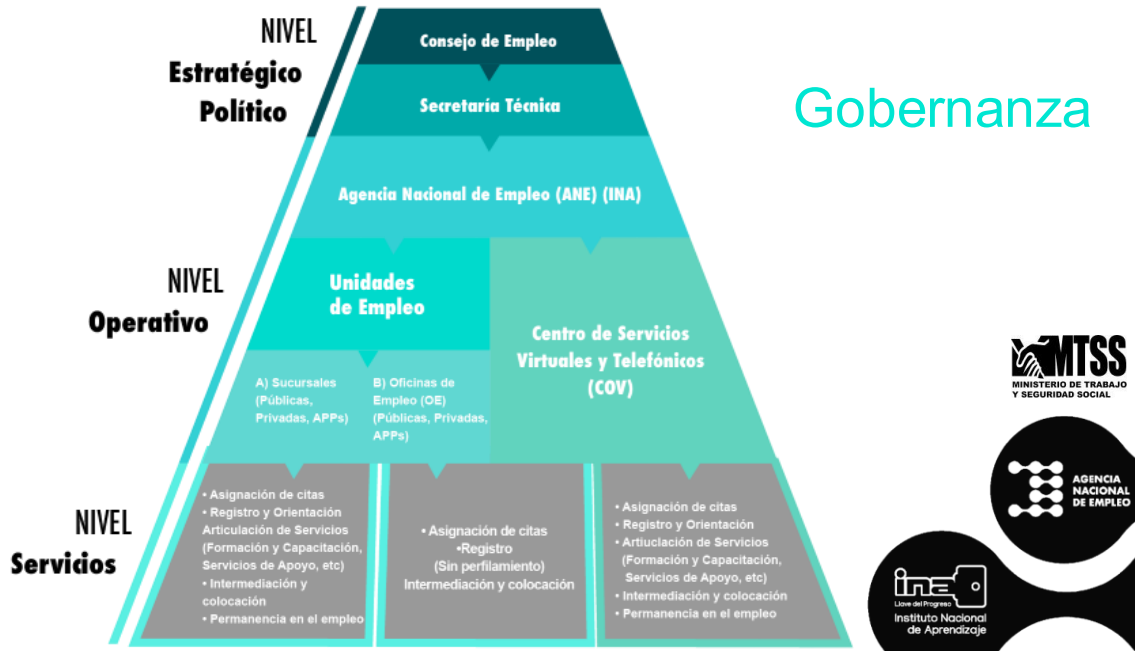 NIVEL
Estratégico
Político
Consejo de Empleo
Secretaría Técnica
Gobernanza
Agencia Nacional de Empleo (ANE) (INA)
NIVEL
Operativo
Unidades
de Empleo
Centro de Servicios
Virtuales y Telefónicos
(COV)
A) Sucursales
(Públicas,
Privadas, APPs)
B) Oficinas de
Empleo (OE)
(Públicas, Privadas,
APPs)
NIVEL
Servicios
• Asignación de citas
• Registro y Orientación
Articulación de Servicios
(Formación y Capacitación,
Servicios de Apoyo, etc)
• Intermediación y
colocación
• Permanencia en el empleo
• Asignación de citas
•Registro
(Sin perfilamiento)
Intermediación y colocación
• Asignación de citas
• Registro y Orientación
• Artiuclación de Servicios
(Formación y Capacitación,
Servicios de Apoyo, etc)
• Intermediación y colocación
• Permanencia en el empleo
MTSS
MINISTERIO DE TRABAJO
Y SEGURIDAD SOCIAL
AGENCIA
NACIONAL
DE EMPLEO
ina
Llave del Progreso
Instituto Nacional
de Aprendizaje